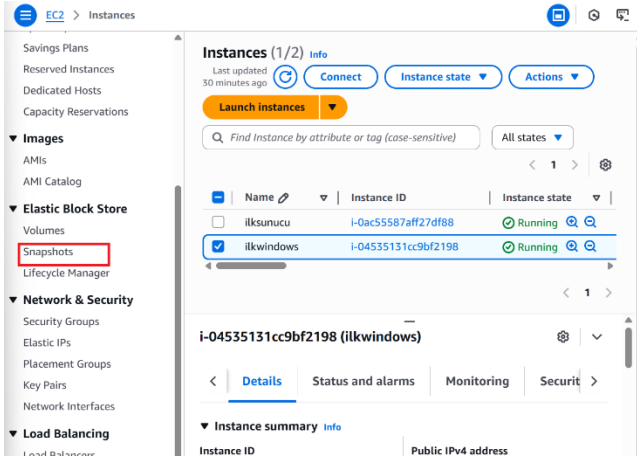 EC2 > Instances
Savings Plans
Reserved Instances
Dedicated Hosts
Capacity Reservations
Images
AMIs
AMI Catalog
Elastic Block Store
Volumes
Snapshots
Lifecycle Manager
Network & Security
Security Groups
Elastic IPs
Placement Groups
Key Pairs
Network Interfaces
Load Balancing
Load Balancers
Instances (1/2) Info
Last updated
30 minutes ago
Connect
Instance state
Actions
Launch instances
Find Instance by attribute or tag (case-sensitive)
All states
1
Name Instance ID Instance state
ilksunucu i-0ac55587aff27df88 Running
ilkwindows i-04535131cc9bf2198 Running
1
i-04535131cc9bf2198 (ilkwindows)
Details Status and alarms Monitoring Securit
Instance summary Info
Instance ID Public IPv4 address